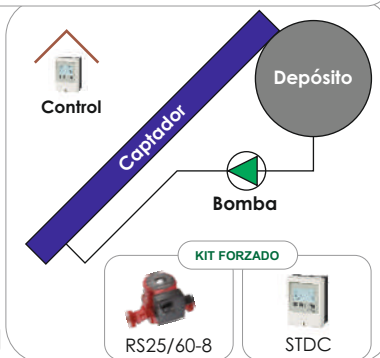 Depósito
Control
Captador
Bomba
KIT FORZADO
RS25/60-8
STDC